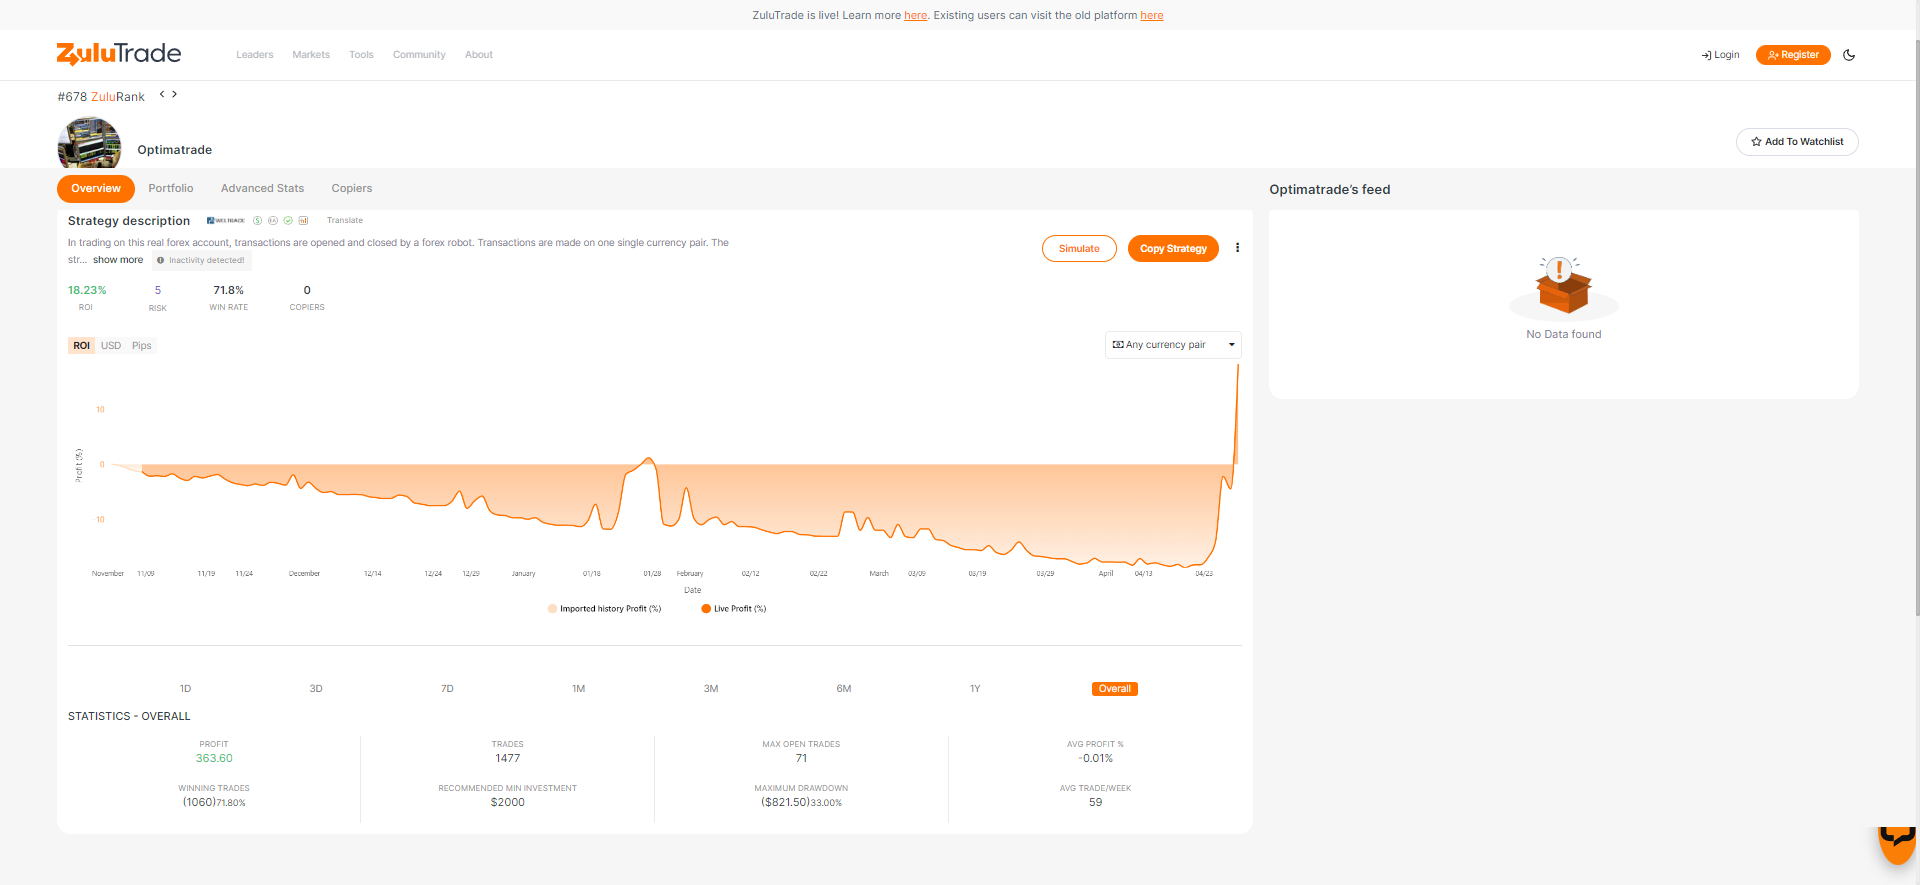 ZuluTrade is live! Learn more here. Existing users can visit the old platform here
ZuluTrade
Leaders Markets Tools Community About
Login Register
#678 ZuluRank
Optimatrade
Add To Watchlist
Overview Portfolio Advanced Stats Copiers
Optimatrade's feed
Strategy description
Translate
In trading on this real forex account, transactions are opened and closed by a forex robot. Transactions are made on one single currency pair. The
str... show more Inactivity detected!
Simulate Copy Strategy
18.23% 5 71.8% 0
ROI RISK WIN RATE COPIERS
No Data found
ROI USD Pips
Any currency pair
10
0
-10
Profit (%)
November 11/09 11/19 11/24 December 12/14 12/24 12/29 January 01/18 01/28 February 02/12 02/22 March 03/09 03/19 03/29 April 04/13 04/23
Date
Imported history Profit (%) Live Profit (%)
1D 3D 7D 1M 3M 6M 1Y Overall
STATISTICS - OVERALL
PROFIT TRADES MAX OPEN TRADES AVG PROFIT %
363.60 1477 71 -0.01%
WINNING TRADES RECOMMENDED MIN INVESTMENT MAXIMUM DRAWDOWN AVG TRADE/WEEK
(1060)71.80% $2000 ($821.50)33.00% 59